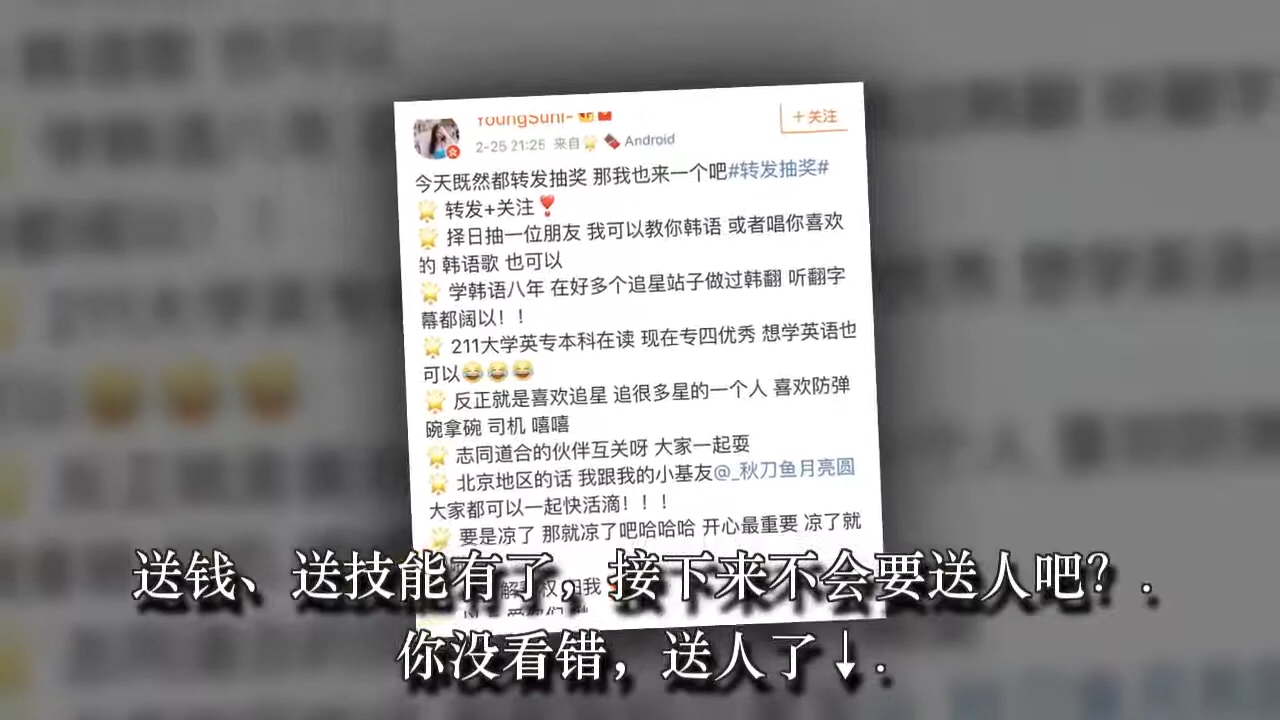 YoungSuni-
2-25 21:25 来自 Android
+关注
今天既然都转发抽奖 那我也来一个吧#转发抽奖#
转发+关注❣
择日抽一位朋友 我可以教你韩语 或者唱你喜欢
的 韩语歌 也可以
学韩语八年 在好多个追星站子做过韩翻 听翻字
幕都阔以！！
211大学英专本科在读 现在专四优秀 想学英语也
可以😂😂😂
反正就是喜欢追星 追很多星的一个人 喜欢防弹
碗拿碗 司机 嘻嘻
志同道合的伙伴互关呀 大家一起耍
北京地区的话 我跟我的小基友@_秋刀鱼月亮圆
大家都可以一起快活滴！！！
要是凉了 那就凉了吧哈哈哈 开心最重要 凉了就
送钱、送技能有了，接下来不会要送人吧？.
你没看错，送人了↓.